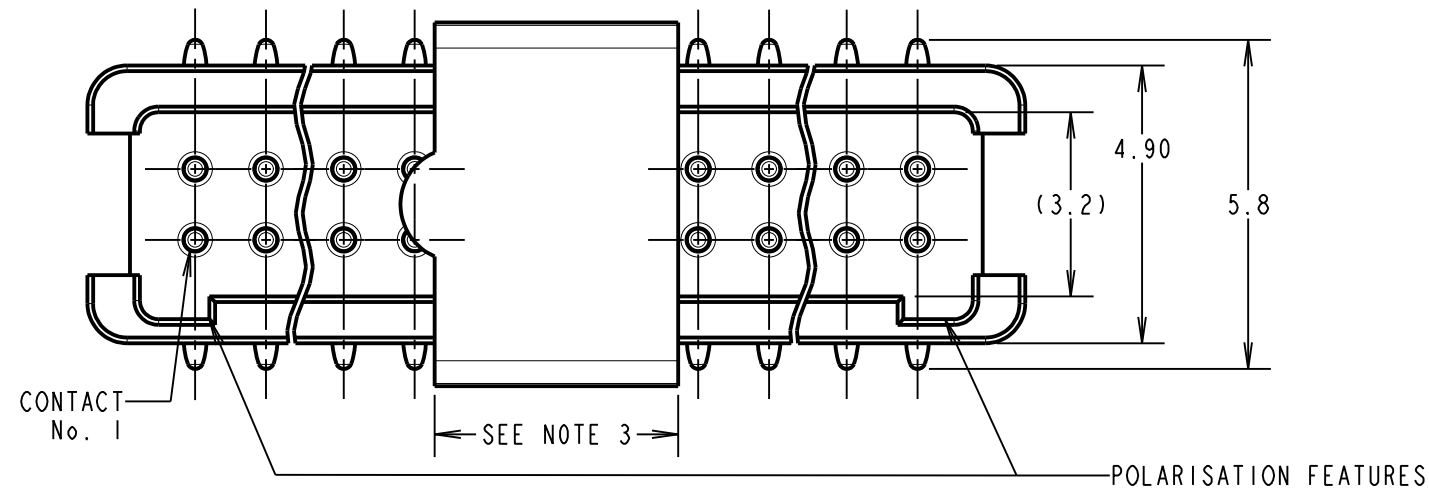 4.90
(3.2)
5.8
CONTACT
No. 1
SEE NOTE 3
POLARISATION FEATURES